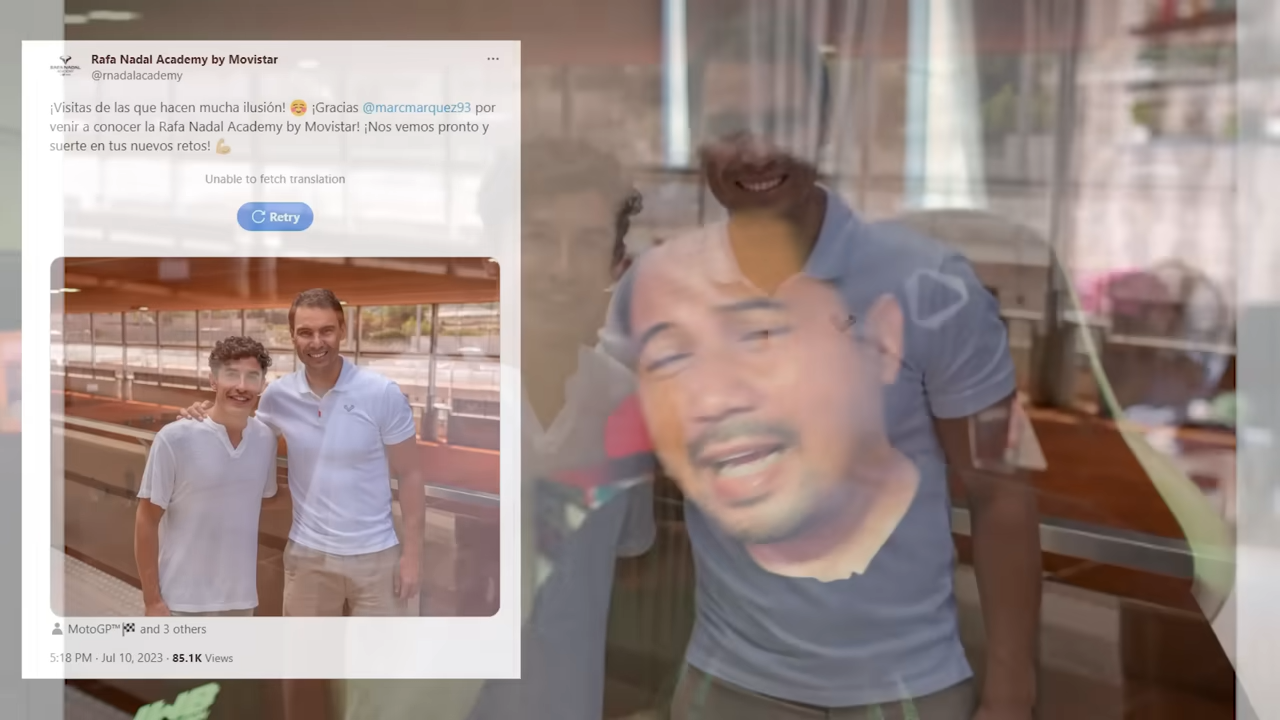 Rafa Nadal Academy by Movistar
@rnadalacademy
¡Visitas de las que hacen mucha ilusión! ☺️ ¡Gracias @marcmarquez93 por
venir a conocer la Rafa Nadal Academy by Movistar! ¡Nos vemos pronto y
suerte en tus nuevos retos! 💪
Unable to fetch translation
Retry
MotoGP™🏁 and 3 others
5:18 PM · Jul 10, 2023 · 85.1K Views